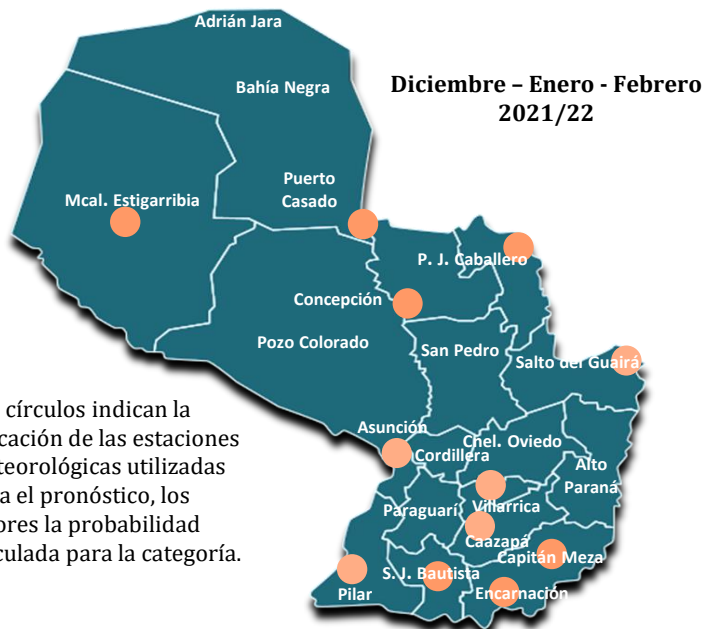 Adrián Jara
Diciembre – Enero - Febrero
2021/22
Bahía Negra
Puerto
Casado
Mcal. Estigarribia
P. J. Caballero
Concepción
Pozo Colorado
San Pedro
Salto del Guairá
círculos indican la
cación de las estaciones
teorológicas utilizadas
a el pronóstico, los
ores la probabilidad
culada para la categoría.
Asunción
Cordillera
Chel. Oviedo
Alto
Paraná
Paraguarí
Villarrica
Caazapá
Capitán Meza
S. J. Bautista
Pilar
Encarnación